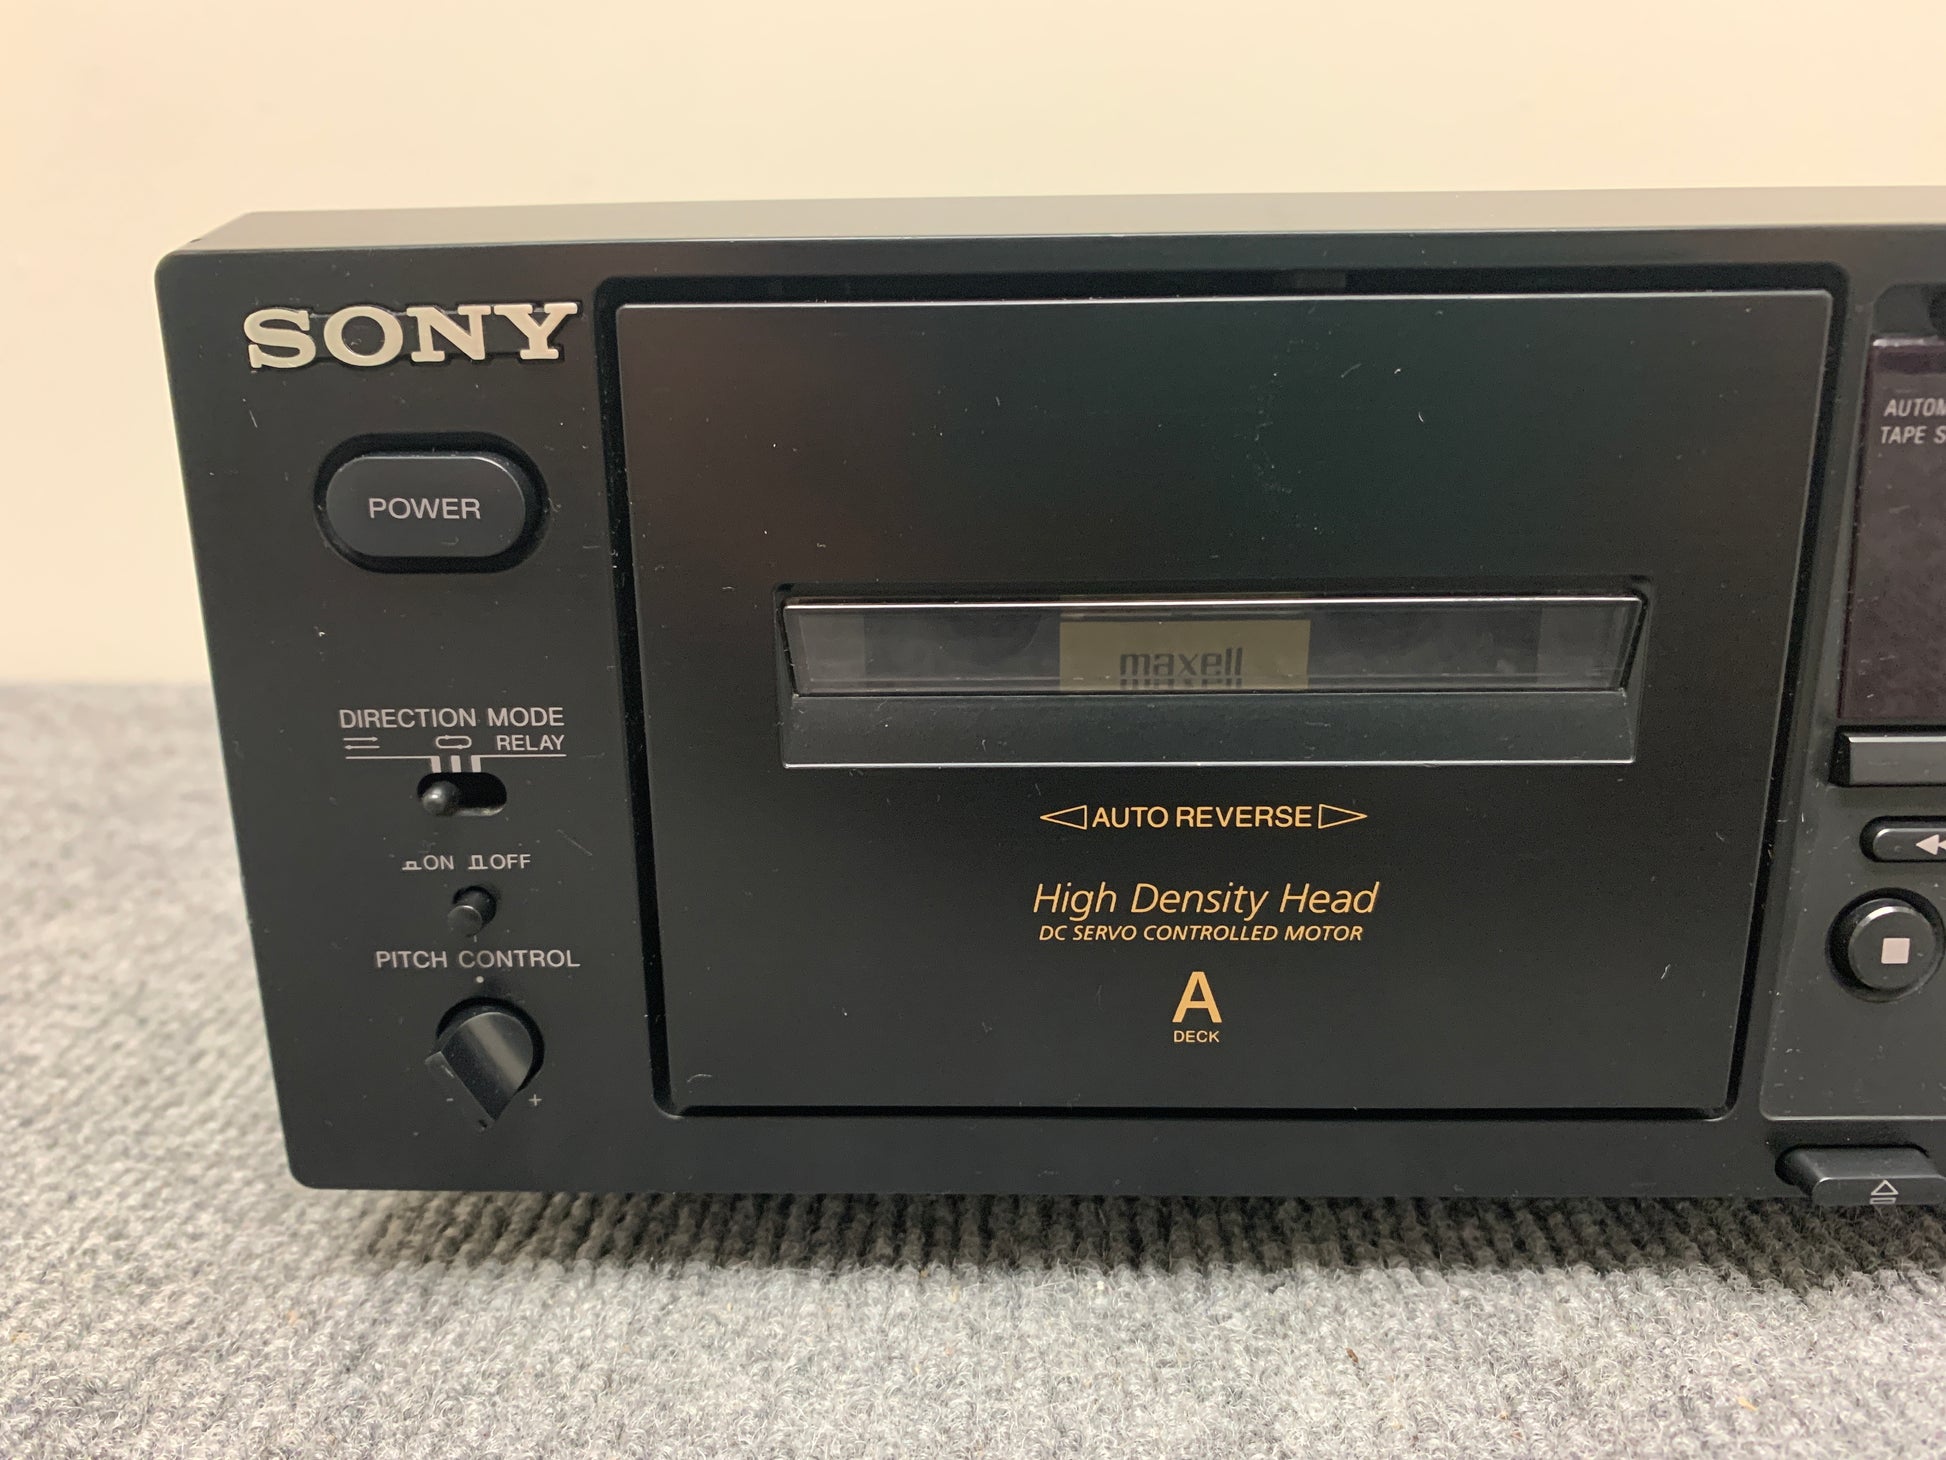 SONY
POWER
DIRECTION MODE
RELAY
ON OFF
PITCH CONTROL
- +
maxell
AUTO REVERSE
High Density Head
DC SERVO CONTROLLED MOTOR
A
DECK
TAPE